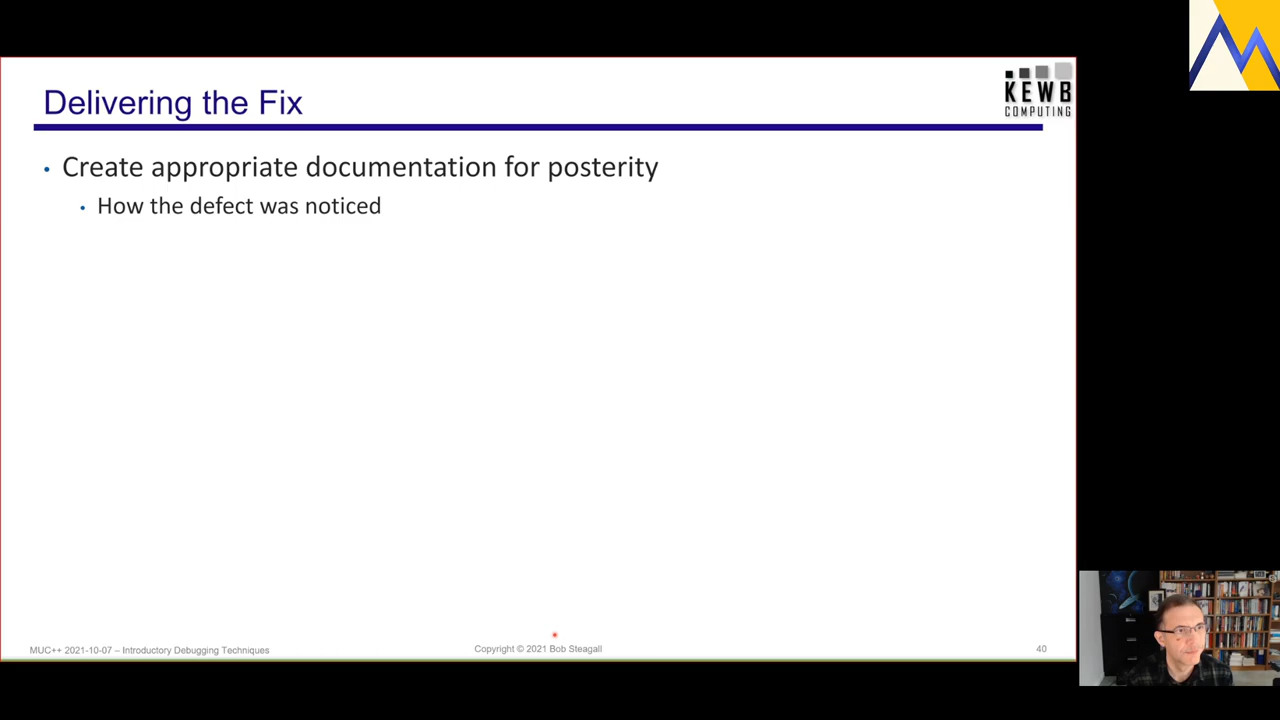 Delivering the Fix
KEWB
COMPUTING
• Create appropriate documentation for posterity
• How the defect was noticed
MUC++ 2021-10-07 – Introductory Debugging Techniques
Copyright © 2021 Bob Steagall
40